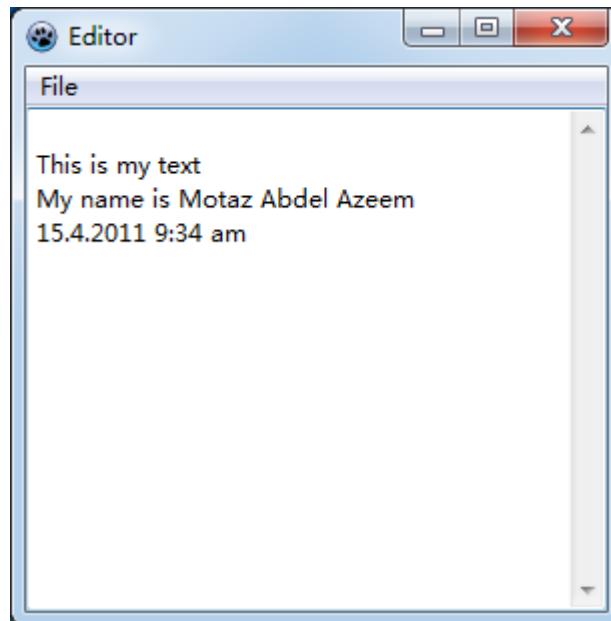 Editor
File
This is my text
My name is Motaz Abdel Azeem
15.4.2011 9:34 am